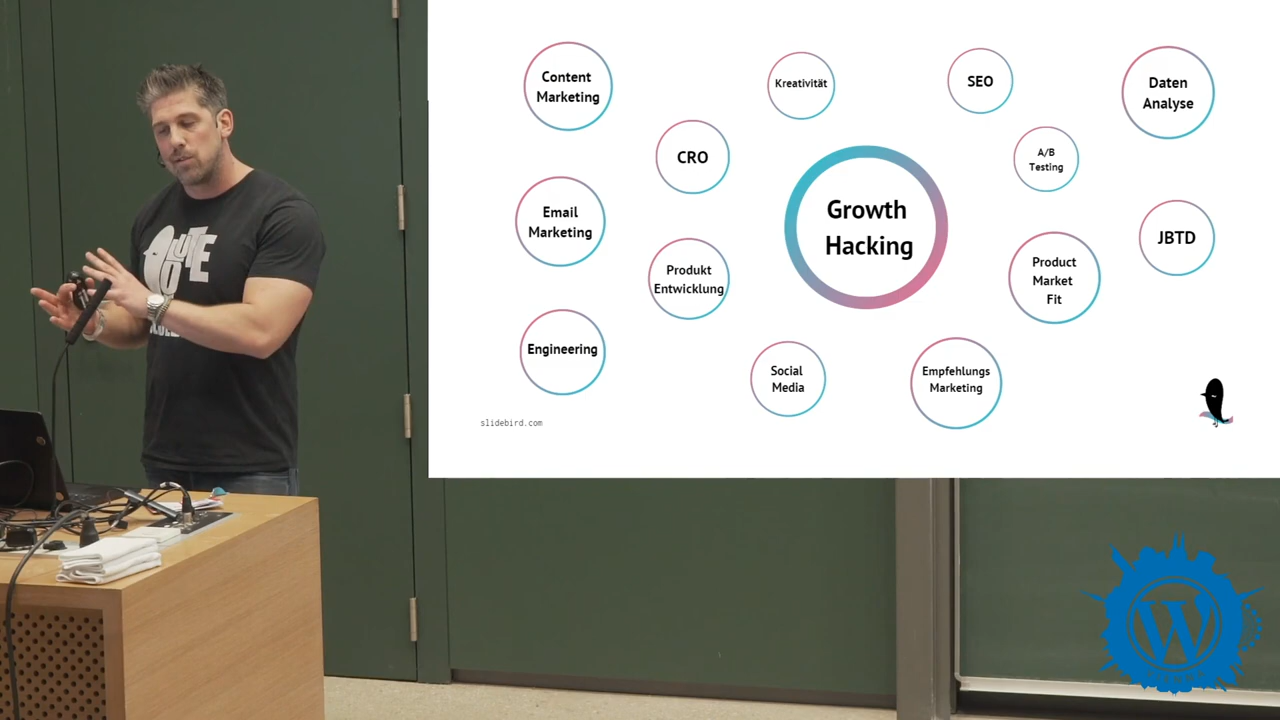 Content
Marketing
Kreativität
SEO
Daten
Analyse
CRO
A/B
Testing
Growth
Hacking
Email
Marketing
JBTD
Produkt
Entwicklung
Product
Market
Fit
Engineering
Social
Media
Empfehlungs
Marketing
slidebird.com
W